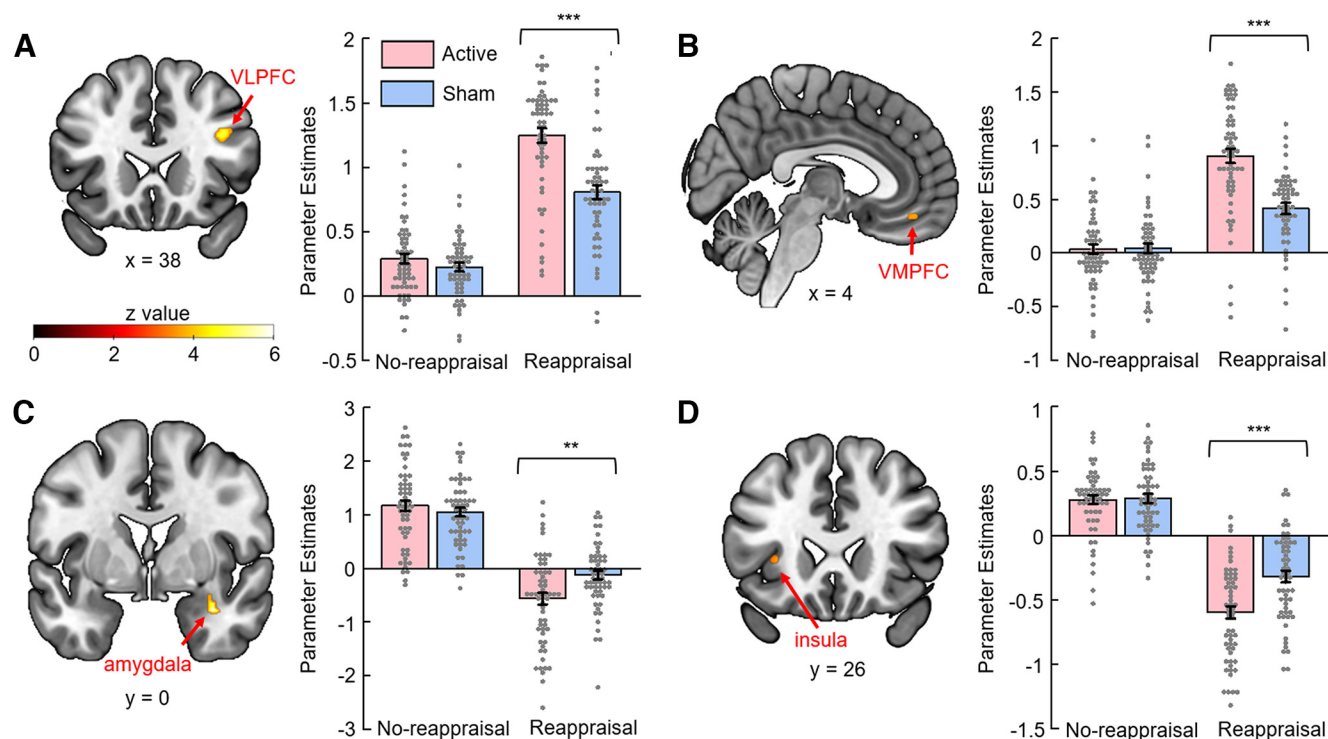 A
VLPFC
x = 38
z value
0 2 4 6
Parameter Estimates
2
1.5
1
0.5
0
-0.5
Active
Sham
***
No-reappraisal
Reappraisal
B
VMPFC
x = 4
Parameter Estimates
2
1.5
1
0.5
0
-0.5
-1
***
No-reappraisal
Reappraisal
C
amygdala
y = 0
Parameter Estimates
3
2
1
0
-1
-2
-3
**
No-reappraisal
Reappraisal
D
insula
y = 26
Parameter Estimates
1
0.5
0
-0.5
-1
-1.5
***
No-reappraisal
Reappraisal